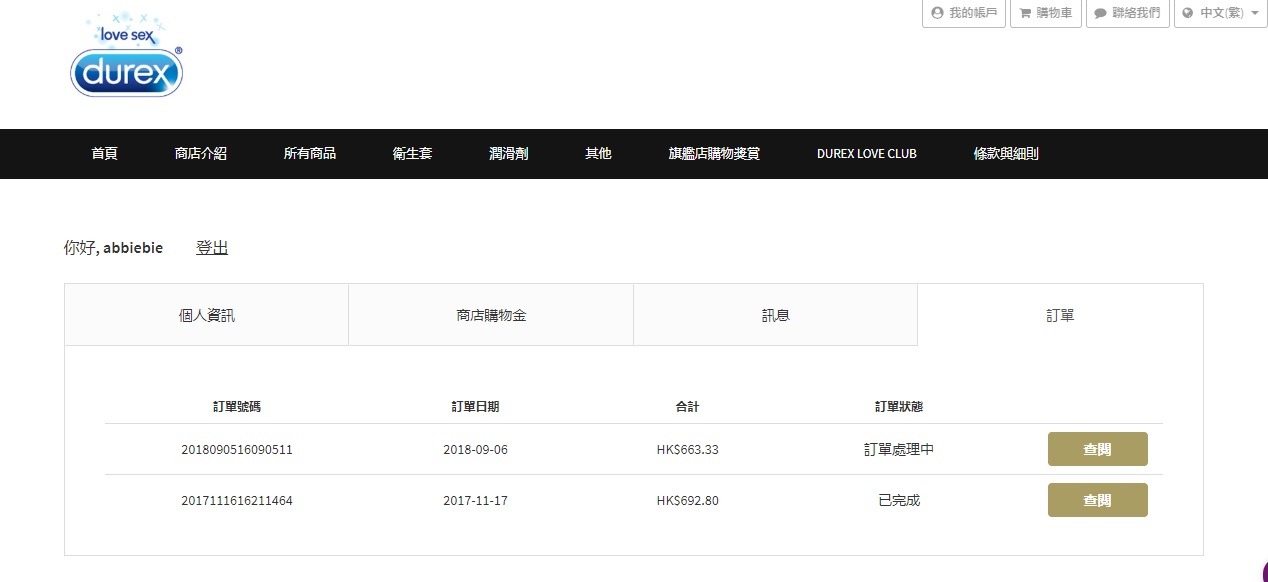 我的帳戶 購物車 聯絡我們 中文(繁)
love sex
durex®
首頁 商店介紹 所有商品 衛生套 潤滑劑 其他 旗艦店購物獎賞 DUREX LOVE CLUB 條款與細則
你好, abbiebie 登出
個人資訊 商店購物金 訊息 訂單
訂單號碼 訂單日期 合計 訂單狀態
2018090516090511 2018-09-06 HK$663.33 訂單處理中 查閱
2017111616211464 2017-11-17 HK$692.80 已完成 查閱